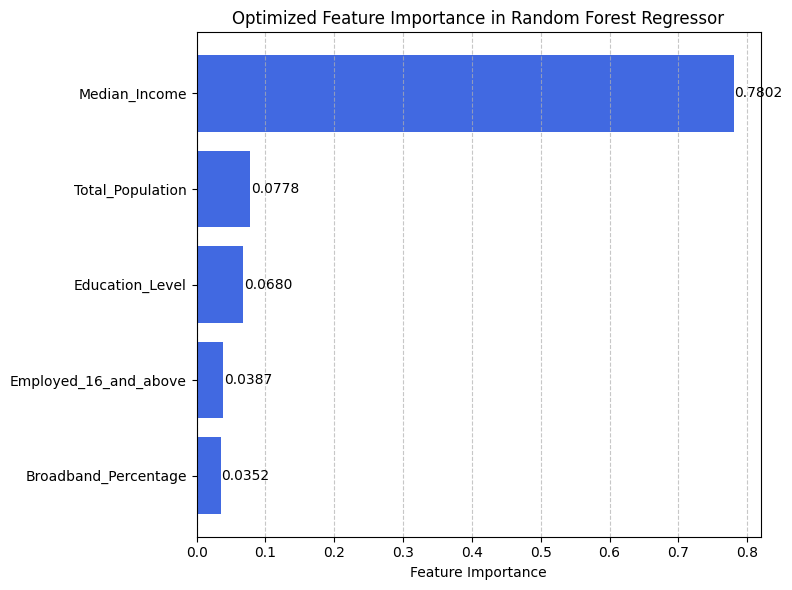 Optimized Feature Importance in Random Forest Regressor
Median_Income
0.7802
Total_Population
0.0778
Education_Level
0.0680
Employed_16_and_above
0.0387
Broadband_Percentage
0.0352
0.0 0.1 0.2 0.3 0.4 0.5 0.6 0.7 0.8
Feature Importance